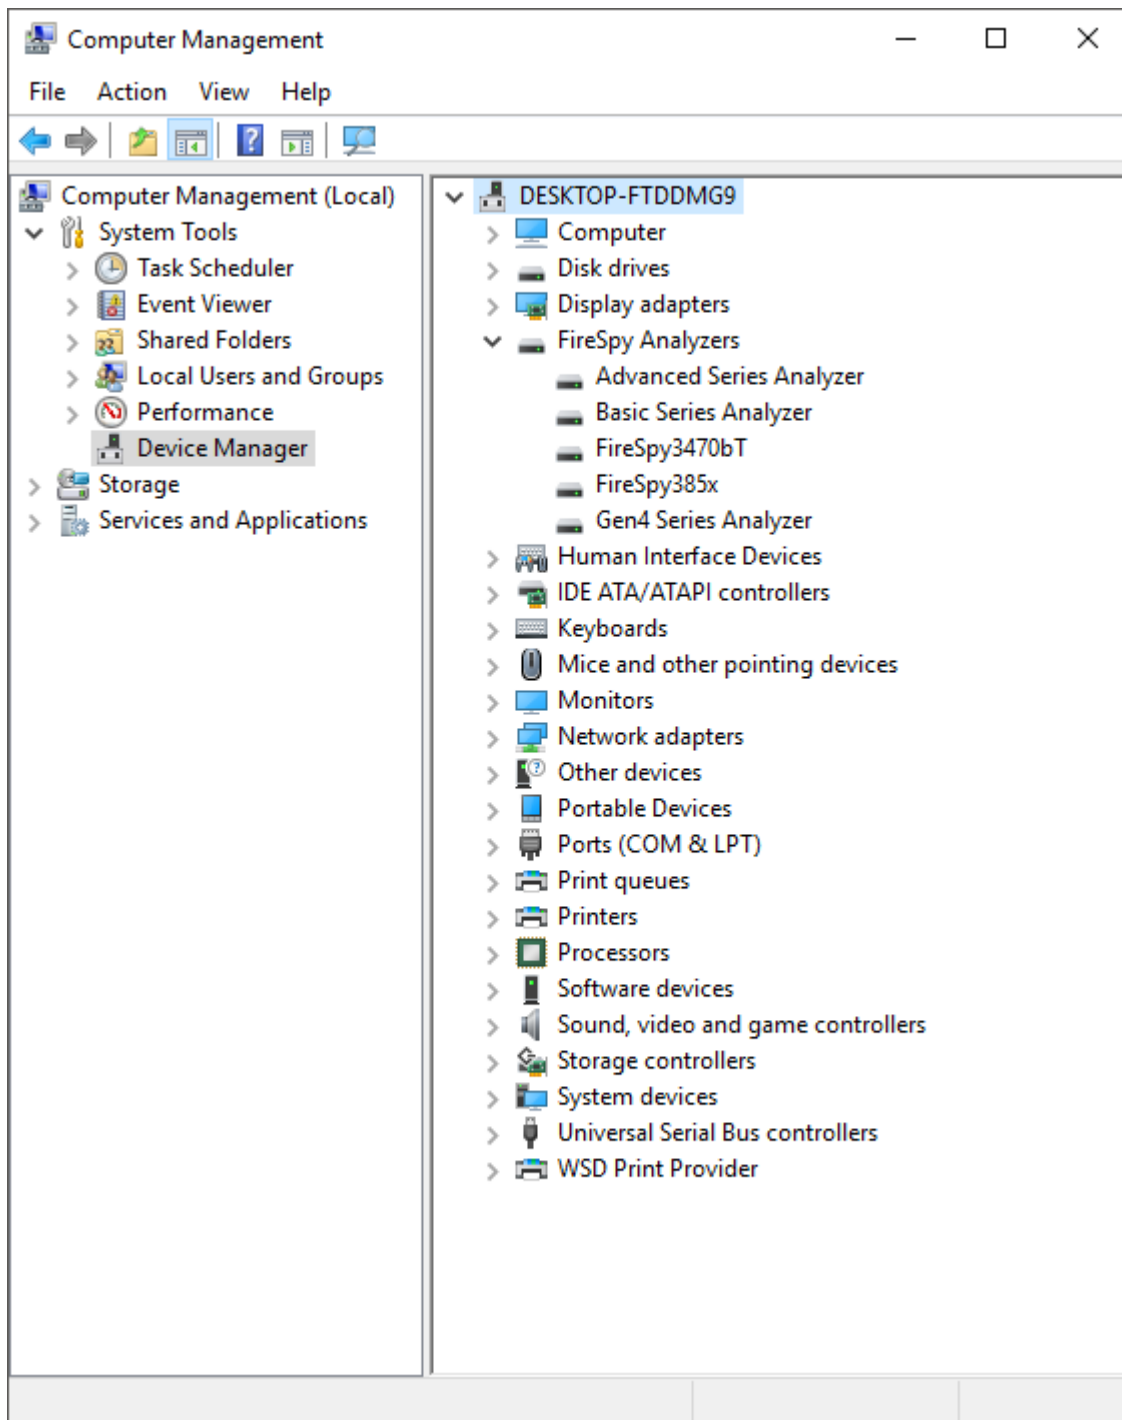 Computer Management
File Action View Help
Computer Management (Local)
System Tools
Task Scheduler
Event Viewer
Shared Folders
Local Users and Groups
Performance
Device Manager
Storage
Services and Applications
DESKTOP-FTDDMG9
Computer
Disk drives
Display adapters
FireSpy Analyzers
Advanced Series Analyzer
Basic Series Analyzer
FireSpy3470bT
FireSpy385x
Gen4 Series Analyzer
Human Interface Devices
IDE ATA/ATAPI controllers
Keyboards
Mice and other pointing devices
Monitors
Network adapters
Other devices
Portable Devices
Ports (COM & LPT)
Print queues
Printers
Processors
Software devices
Sound, video and game controllers
Storage controllers
System devices
Universal Serial Bus controllers
WSD Print Provider